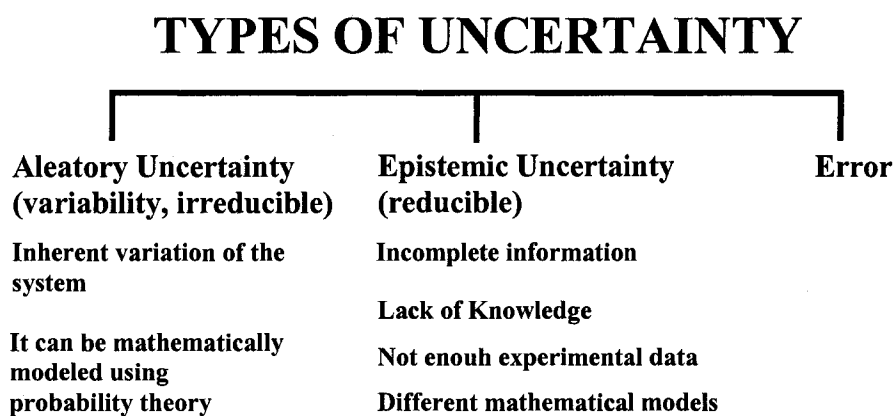 TYPES OF UNCERTAINTY
Aleatory Uncertainty
(variability, irreducible)
Inherent variation of the
system
It can be mathematically
modeled using
probability theory
Epistemic Uncertainty
(reducible)
Incomplete information
Lack of Knowledge
Not enouh experimental data
Different mathematical models
Error